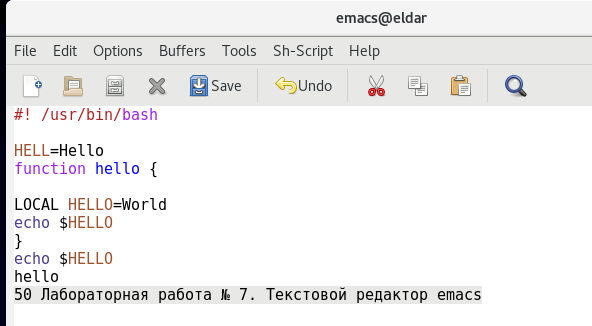 emacs@eldar
File Edit Options Buffers Tools Sh-Script Help
Save Undo
#! /usr/bin/bash
HELL=Hello
function hello {
LOCAL HELLO=World
echo $HELLO
}
echo $HELLO
hello
50 Лабораторная работа № 7. Текстовой редактор emacs